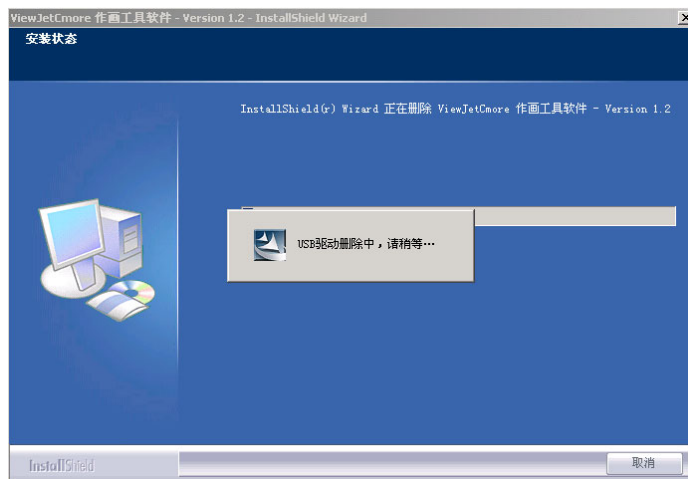 ViewJetCmore 作画工具软件 - Version 1.2 - InstallShield Wizard
安装状态
InstallShield(r) Wizard 正在删除 ViewJetCmore 作画工具软件 - Version 1.2
USB驱动删除中，请稍等…
InstallShield
取消